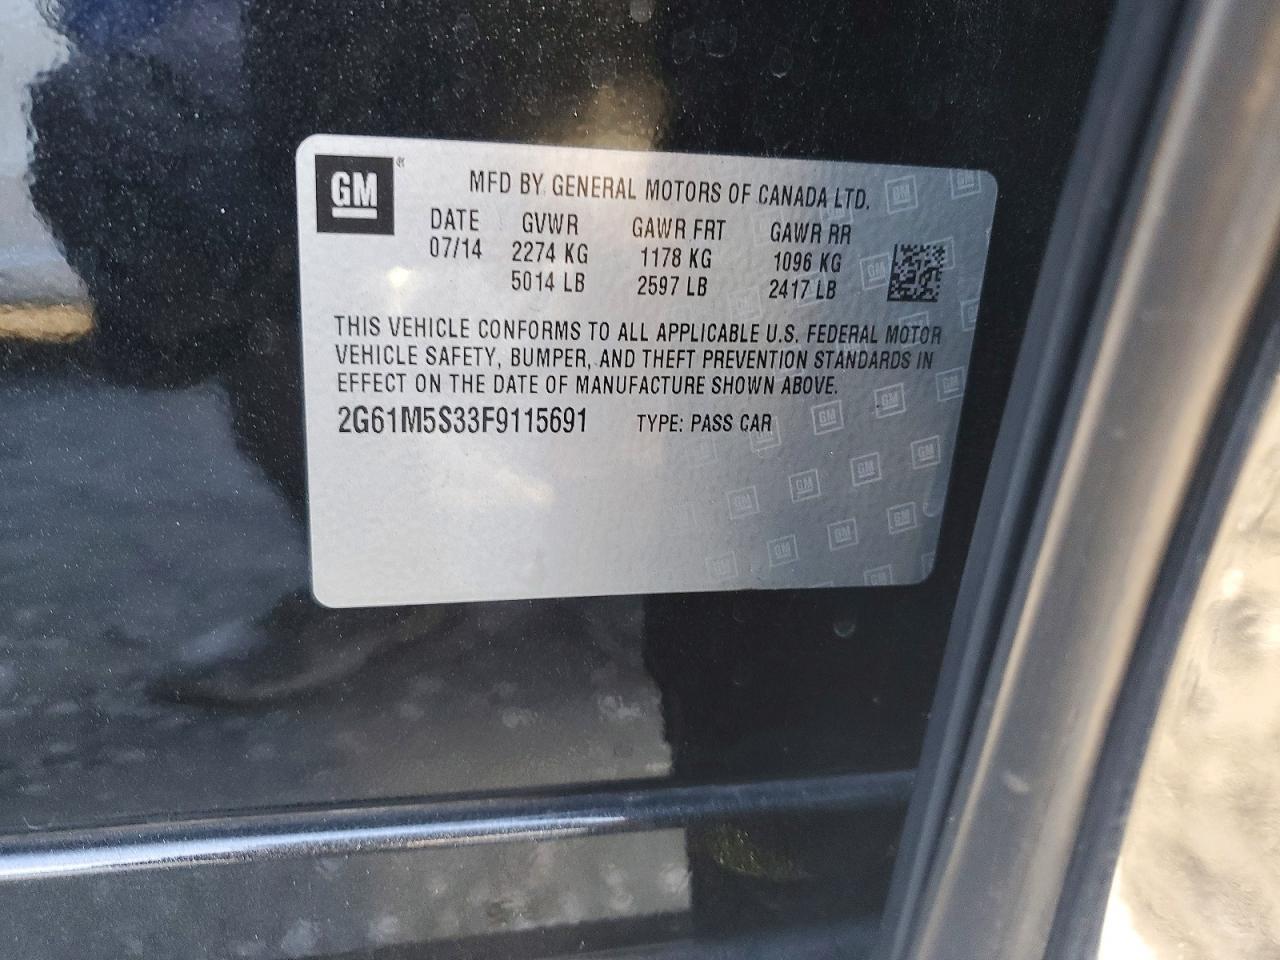 GM
MFD BY GENERAL MOTORS OF CANADA LTD.
DATE GVWR GAWR FRT GAWR RR
07/14 2274 KG 1178 KG 1096 KG
5014 LB 2597 LB 2417 LB
THIS VEHICLE CONFORMS TO ALL APPLICABLE U.S. FEDERAL MOTOR
VEHICLE SAFETY, BUMPER, AND THEFT PREVENTION STANDARDS IN
EFFECT ON THE DATE OF MANUFACTURE SHOWN ABOVE.
2G61M5S33F9115691 TYPE: PASS CAR